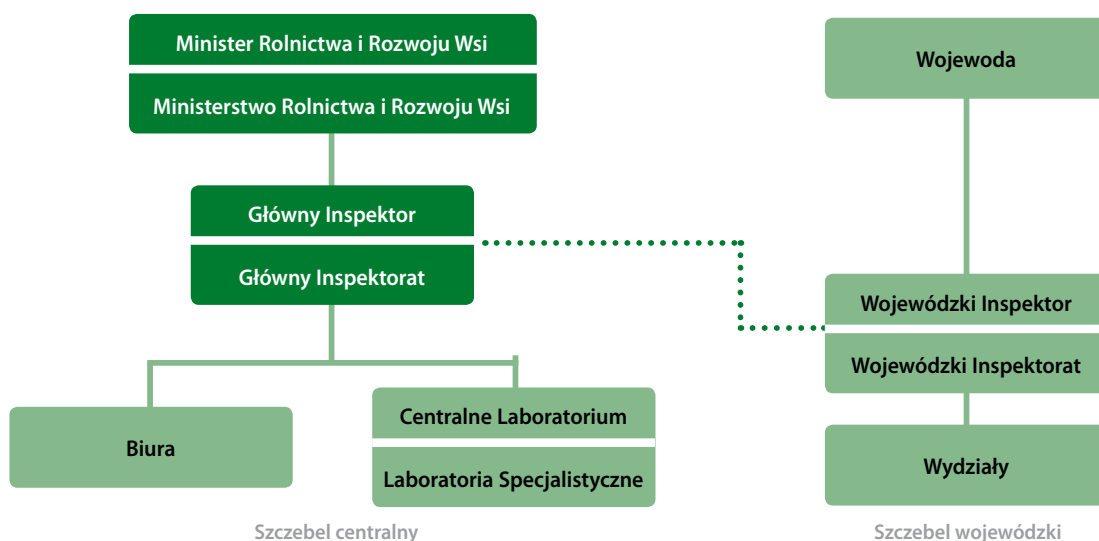 Minister Rolnictwa i Rozwoju Wsi
Ministerstwo Rolnictwa i Rozwoju Wsi
Główny Inspektor
Główny Inspektorat
Biura
Centralne Laboratorium
Laboratoria Specjalistyczne
Szczebel centralny
Wojewoda
Wojewódzki Inspektor
Wojewódzki Inspektorat
Wydziały
Szczebel wojewódzki